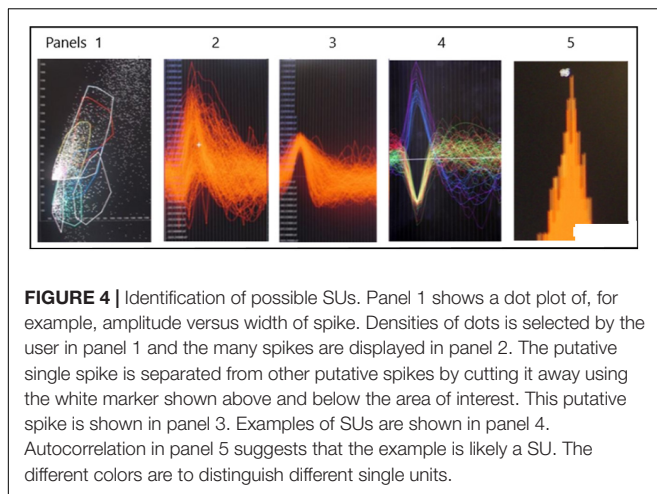 Panels 1 2 3 4 5
FIGURE 4 | Identification of possible SUs. Panel 1 shows a dot plot of, for
example, amplitude versus width of spike. Densities of dots is selected by the
user in panel 1 and the many spikes are displayed in panel 2. The putative
single spike is separated from other putative spikes by cutting it away using
the white marker shown above and below the area of interest. This putative
spike is shown in panel 3. Examples of SUs are shown in panel 4.
Autocorrelation in panel 5 suggests that the example is likely a SU. The
different colors are to distinguish different single units.